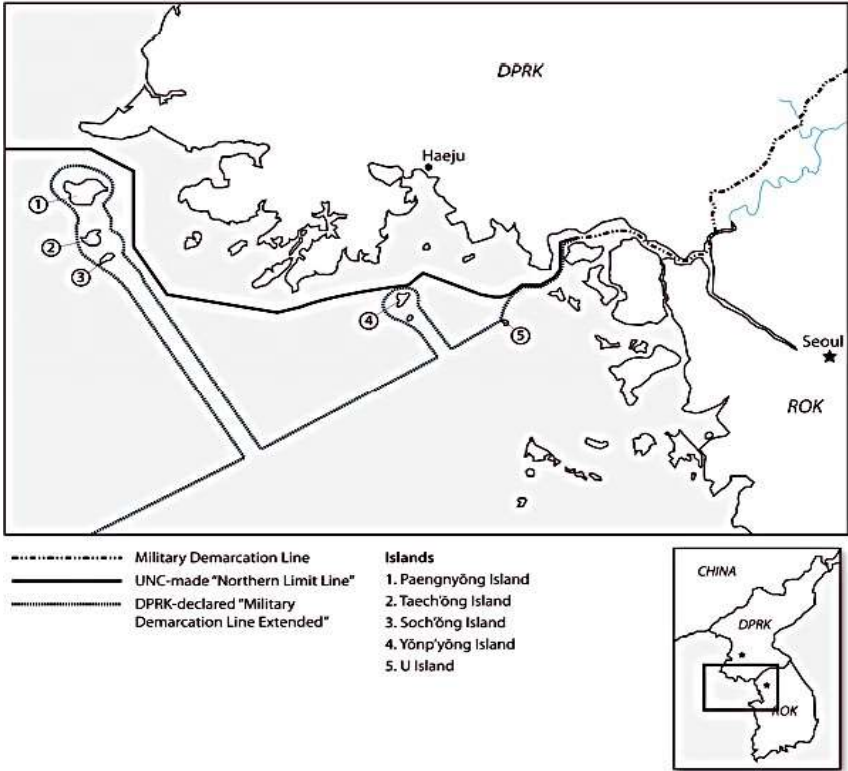 DPRK
Haeju
1
2
3
4
5
Seoul
ROK
Military Demarcation Line
UNC-made "Northern Limit Line"
DPRK-declared "Military
Demarcation Line Extended"
Islands
1. Paengnyŏng Island
2. Taech'ŏng Island
3. Soch'ŏng Island
4. Yŏnp'yŏng Island
5. U Island
CHINA
DPRK
ROK